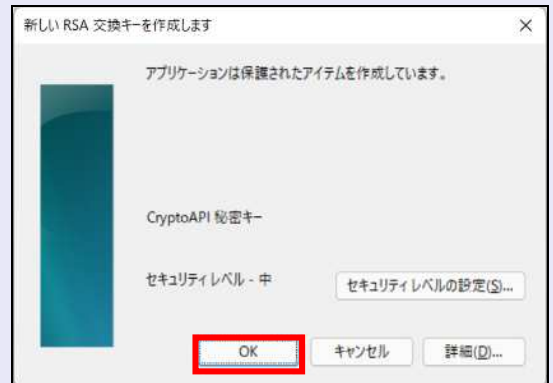 新しい RSA 交換キーを作成します
アプリケーションは保護されたアイテムを作成しています。
CryptoAPI 秘密キー
セキュリティ レベル - 中
セキュリティ レベルの設定(S)...
OK
キャンセル
詳細(D)...